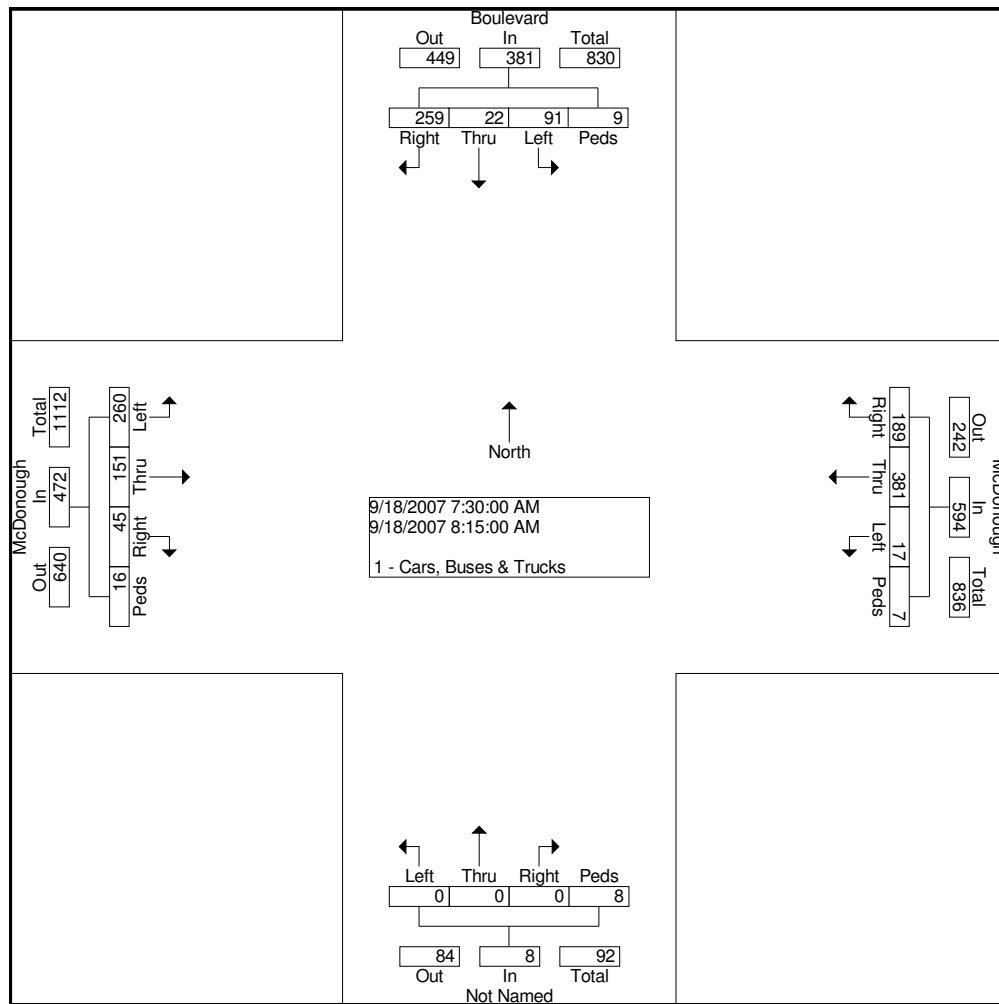 Boulevard
Out In Total
449 381 830
259 22 91 9
Right Thru Left Peds
McDonough
Total In Out
1112 472 640
260 151 45 16
Left Thru Right Peds
North
9/18/2007 7:30:00 AM
9/18/2007 8:15:00 AM
1 - Cars, Buses & Trucks
Right Thru Left Peds
189 381 17 7
Out In Total
242 594 836
McDonough
Left Thru Right Peds
0 0 0 8
84 8 92
Out In Total
Not Named